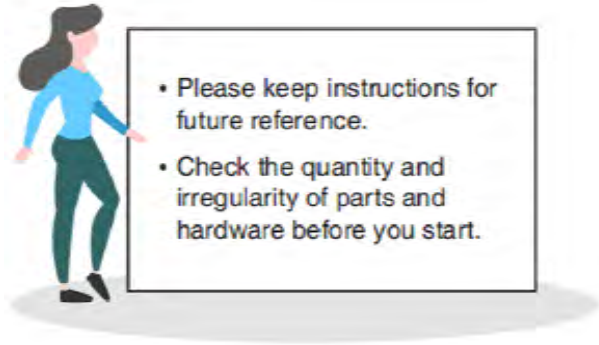 • Please keep instructions for
future reference.
• Check the quantity and
irregularity of parts and
hardware before you start.